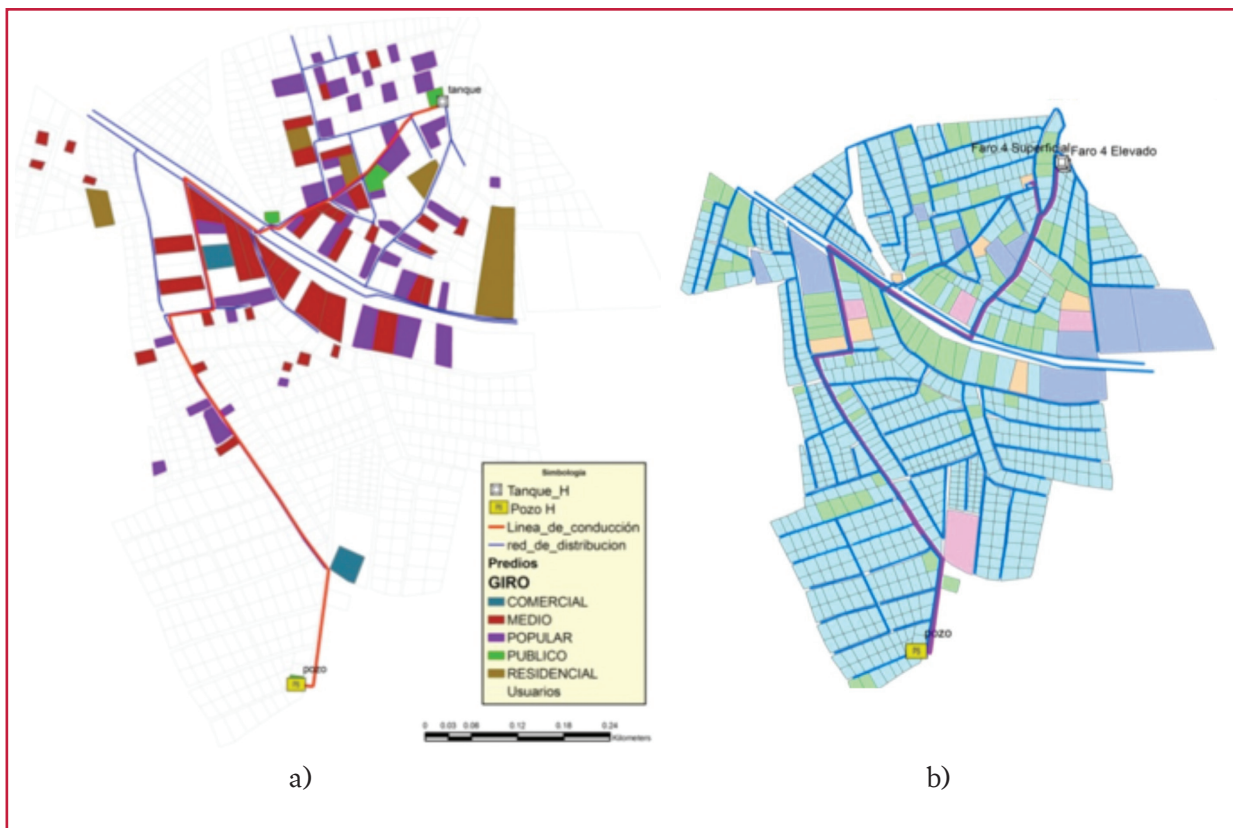 tanque
pozo
Simbología
Tanque_H
Pozo H
Linea_de_conducción
red_de_distribucion
Predios
GIRO
COMERCIAL
MEDIO
POPULAR
PUBLICO
RESIDENCIAL
Usuarios
0 0.03 0.06 0.12 0.18 0.24
Kilometers
a)
Faro 4 Superficial
Faro 4 Elevado
pozo
b)